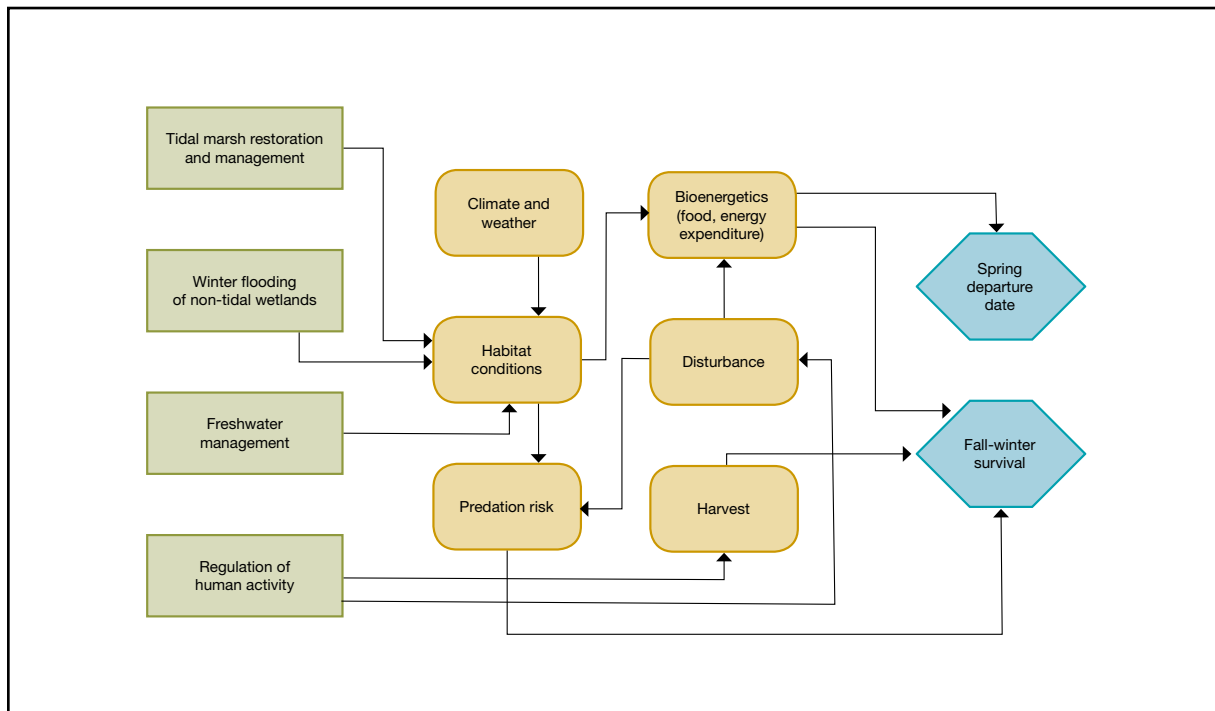 Tidal marsh restoration
and management
Winter flooding
of non-tidal wetlands
Freshwater
management
Regulation of
human activity
Climate and
weather
Habitat
conditions
Predation risk
Bioenergetics
(food, energy
expenditure)
Disturbance
Harvest
Spring
departure
date
Fall-winter
survival